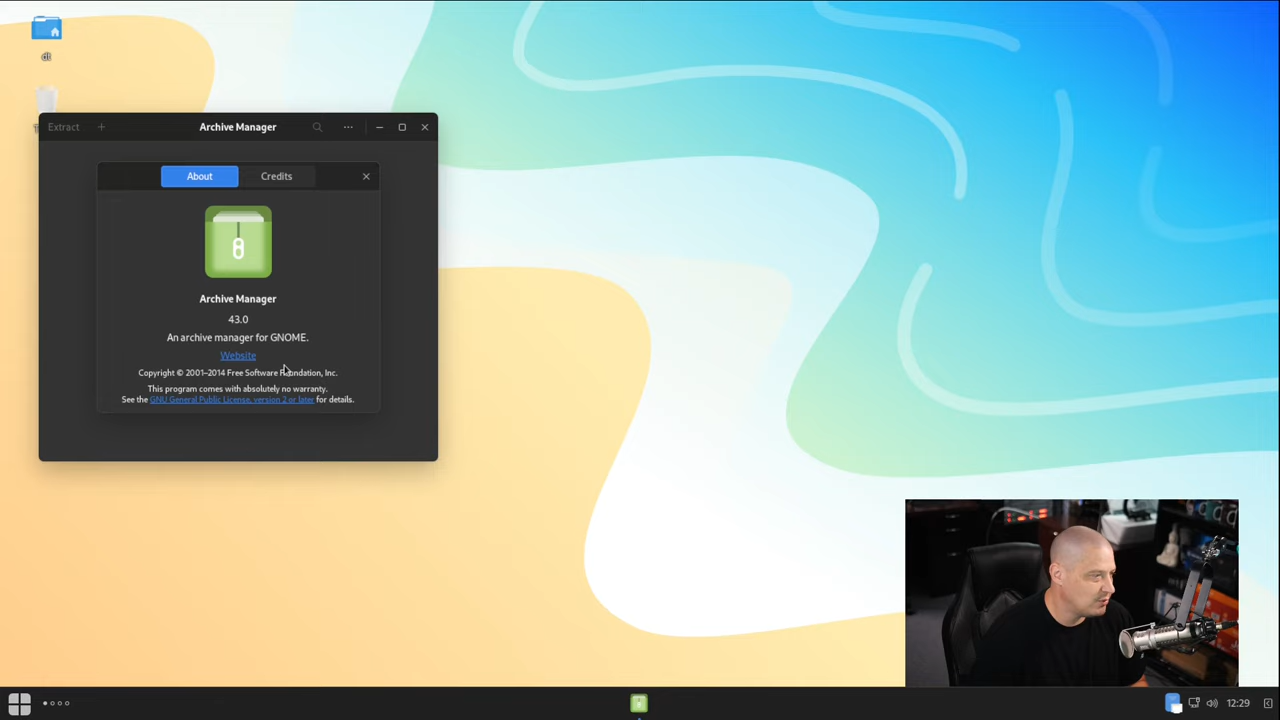 dt
Extract + Archive Manager
About Credits
Archive Manager
43.0
An archive manager for GNOME.
Website
Copyright © 2001–2014 Free Software Foundation, Inc.
This program comes with absolutely no warranty.
See the GNU General Public License, version 2 or later for details.
12:29